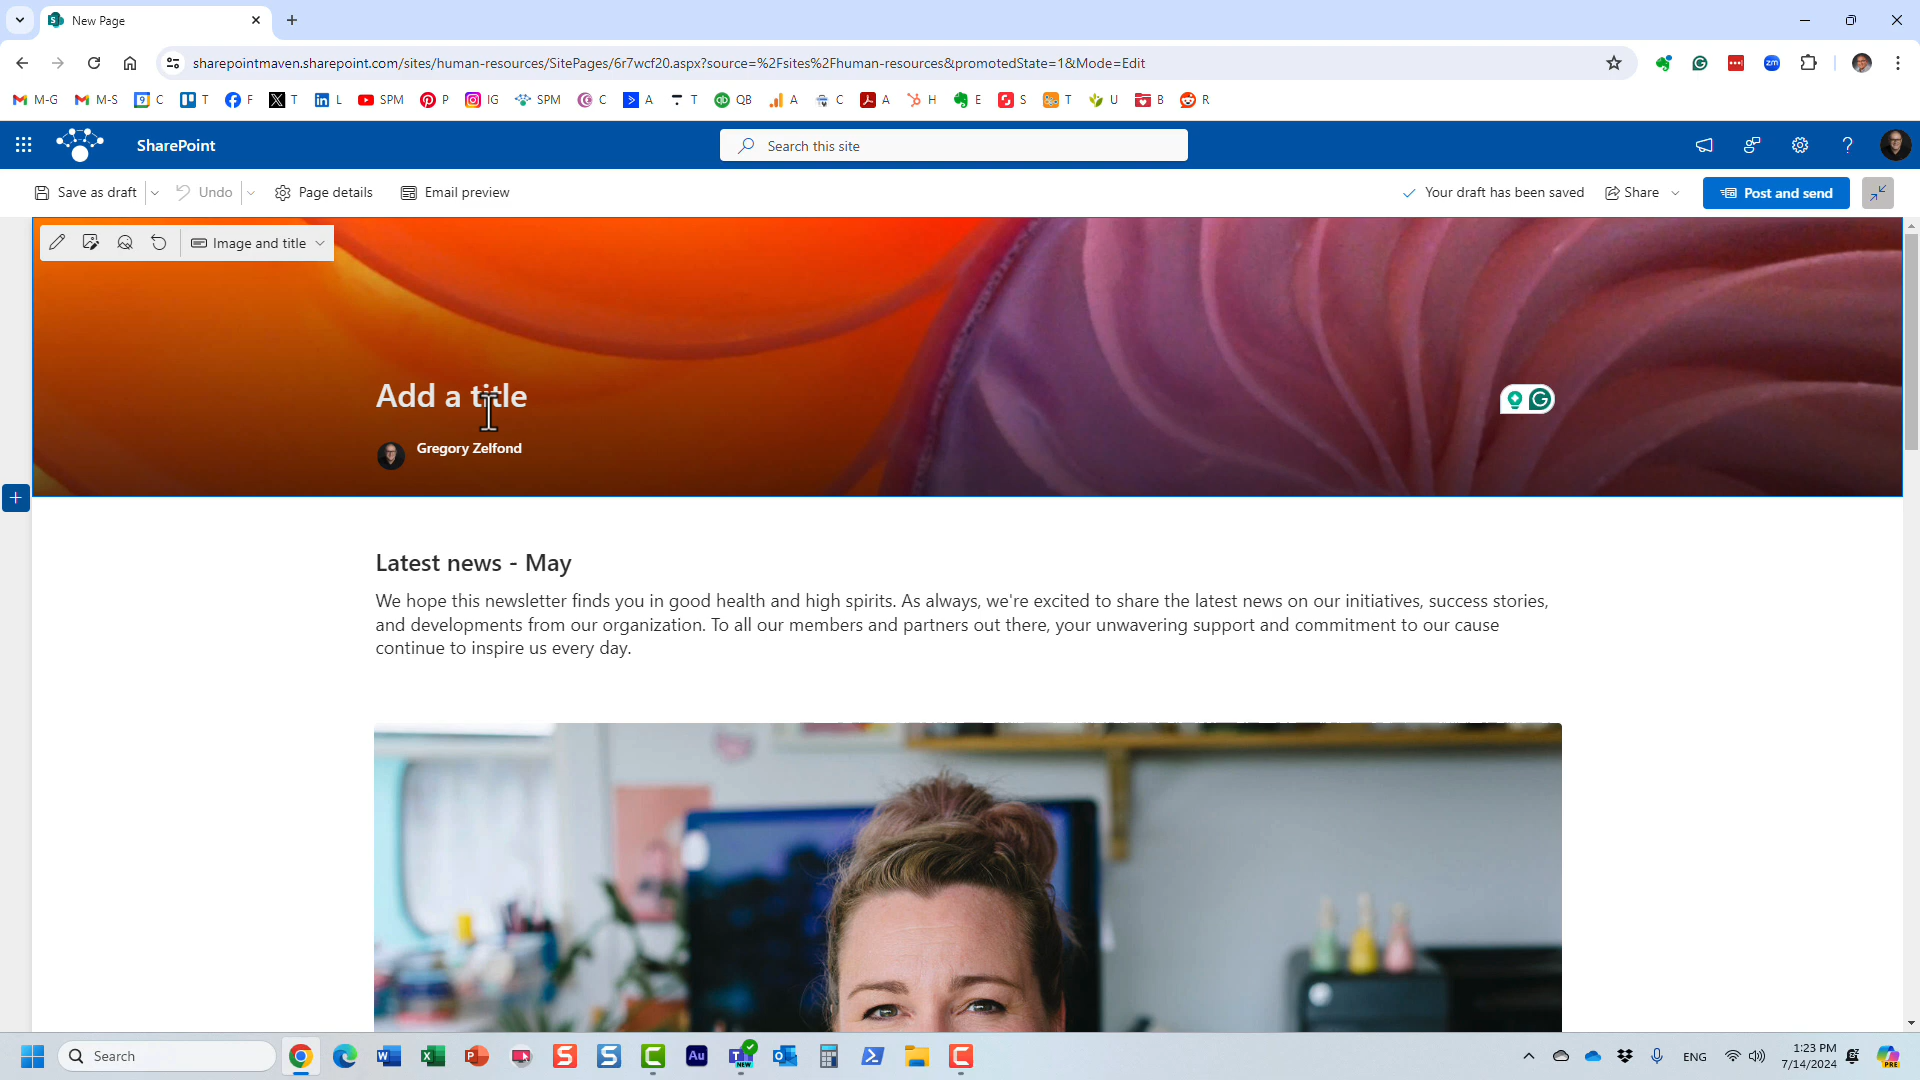 New Page
sharepointmaven.sharepoint.com/sites/human-resources/SitePages/6r7wcf20.aspx?source=%2Fsites%2Fhuman-resources&promotedState=1&Mode=Edit
M-G M-S C T F T L SPM P IG SPM C A T QB A C A H E S T U B R
SharePoint
Search this site
Save as draft Undo Page details Email preview Your draft has been saved Share Post and send
Image and title
Add a title
Gregory Zelfond
Latest news - May
We hope this newsletter finds you in good health and high spirits. As always, we're excited to share the latest news on our initiatives, success stories,
and developments from our organization. To all our members and partners out there, your unwavering support and commitment to our cause
continue to inspire us every day.
Search
ENG
1:23 PM
7/14/2024